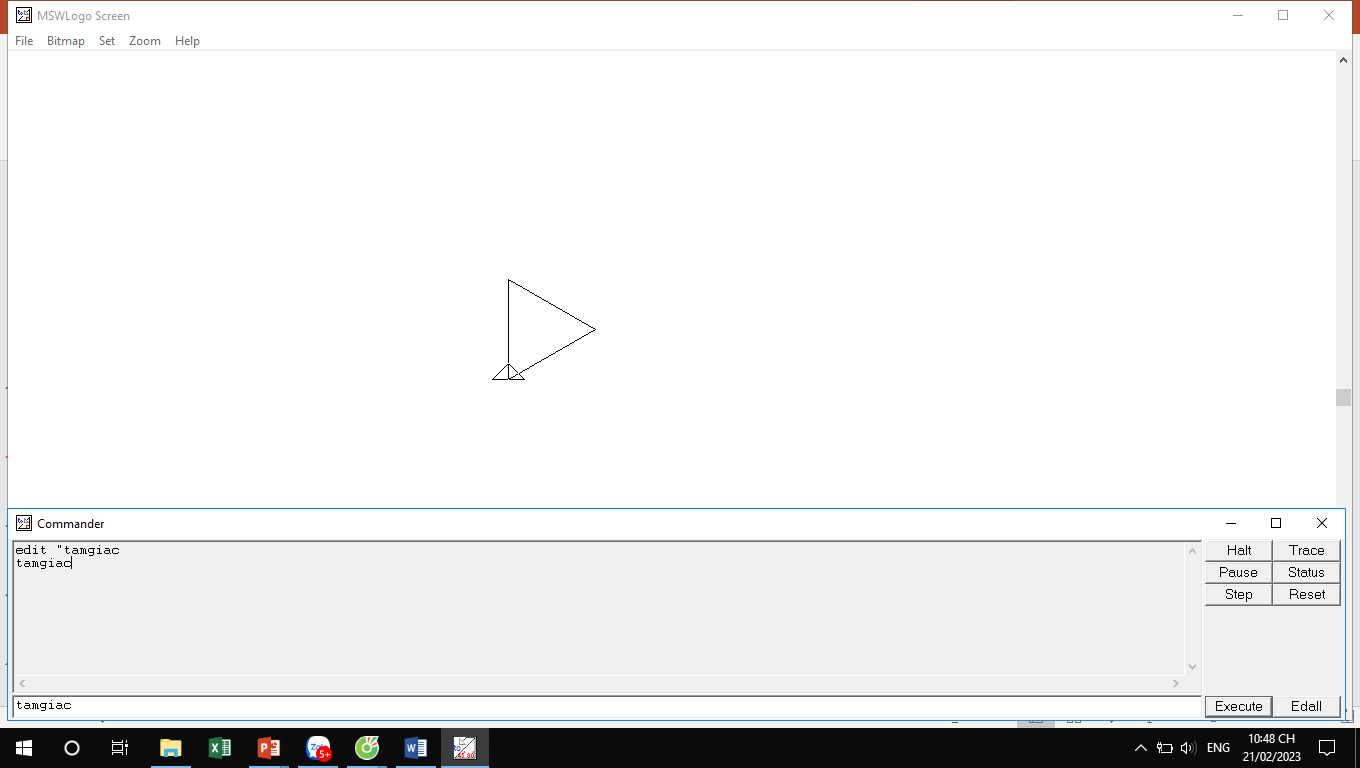 MSWLogo Screen
File Bitmap Set Zoom Help
Commander
edit "tamgiac
tamgiac
Halt Trace
Pause Status
Step Reset
tamgiac
Execute Edall
5+
ENG
10:48 CH
21/02/2023